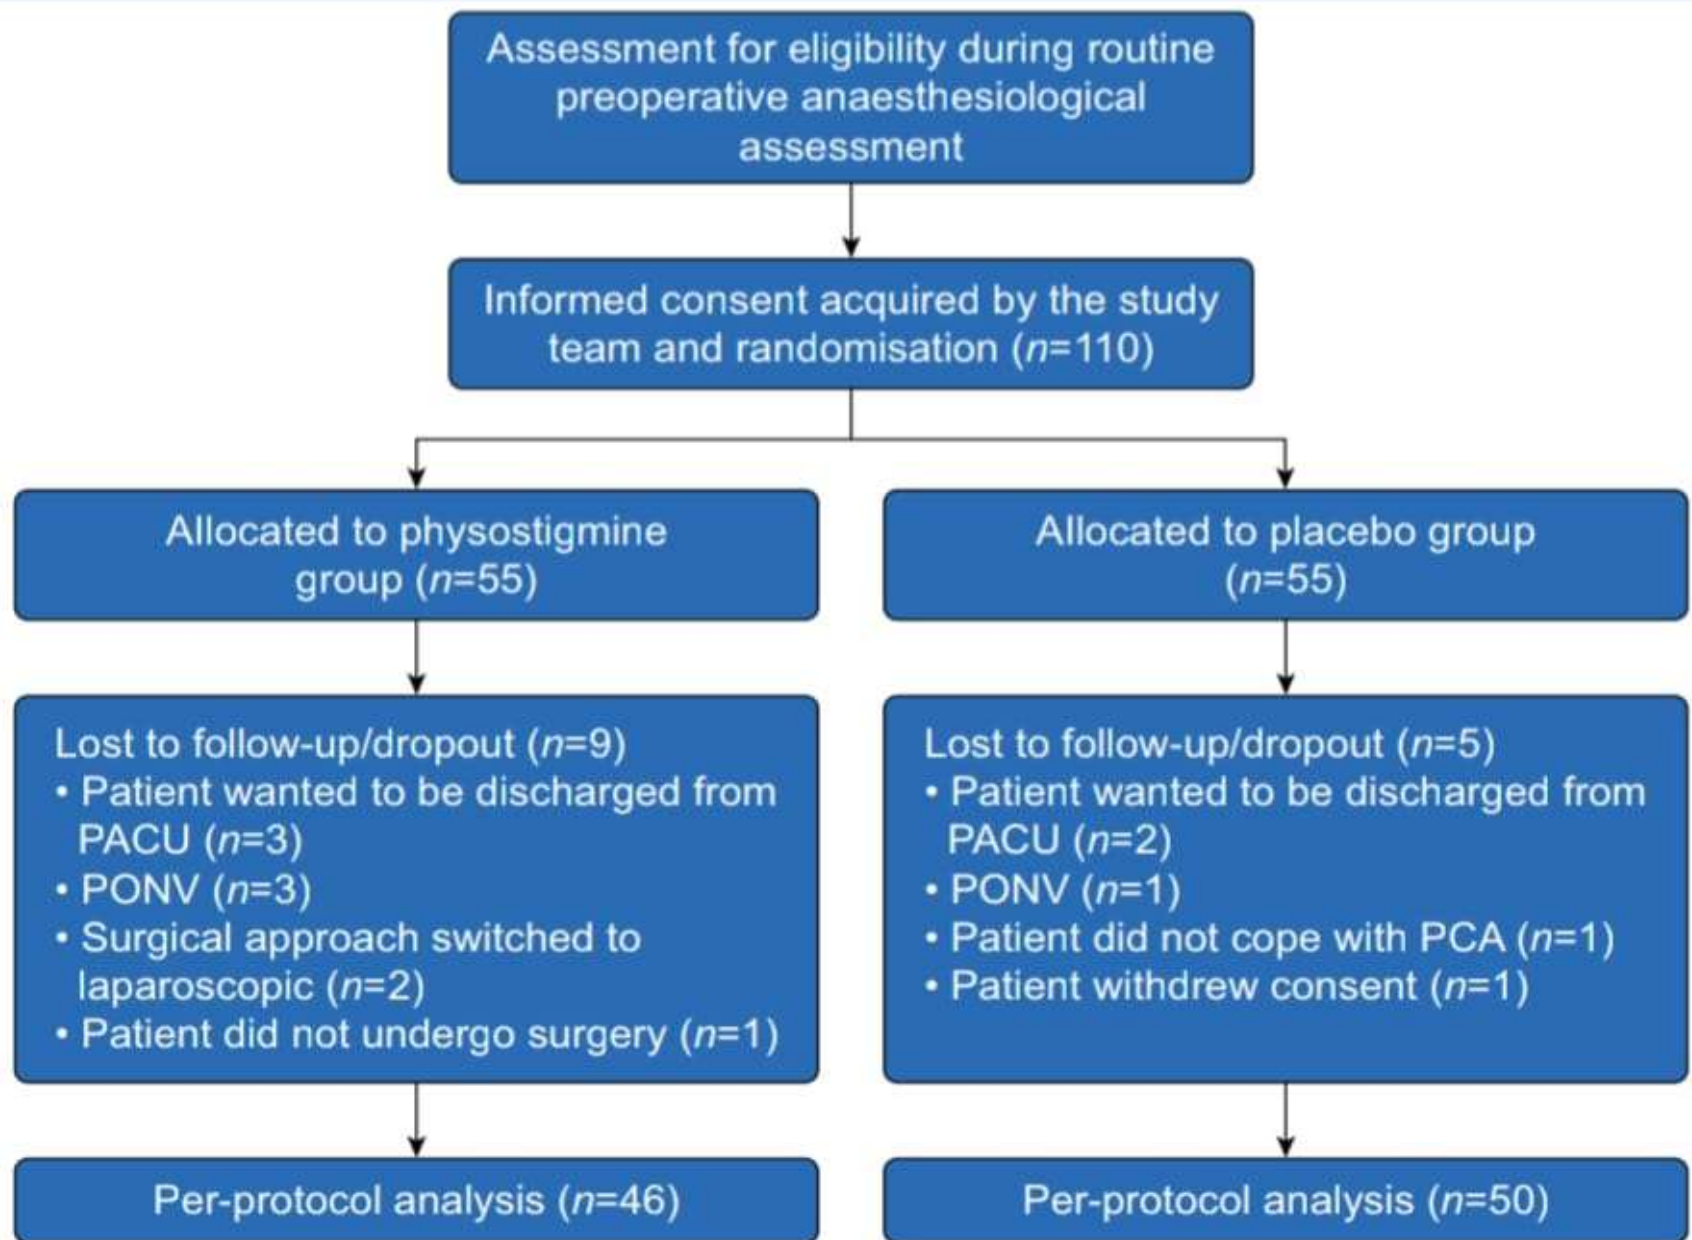 Assessment for eligibility during routine
preoperative anaesthesiological
assessment
Informed consent acquired by the study
team and randomisation (n=110)
Allocated to physostigmine
group (n=55)
Allocated to placebo group
(n=55)
Lost to follow-up/dropout (n=9)
• Patient wanted to be discharged from
PACU (n=3)
• PONV (n=3)
• Surgical approach switched to
laparoscopic (n=2)
• Patient did not undergo surgery (n=1)
Lost to follow-up/dropout (n=5)
• Patient wanted to be discharged from
PACU (n=2)
• PONV (n=1)
• Patient did not cope with PCA (n=1)
• Patient withdrew consent (n=1)
Per-protocol analysis (n=46)
Per-protocol analysis (n=50)